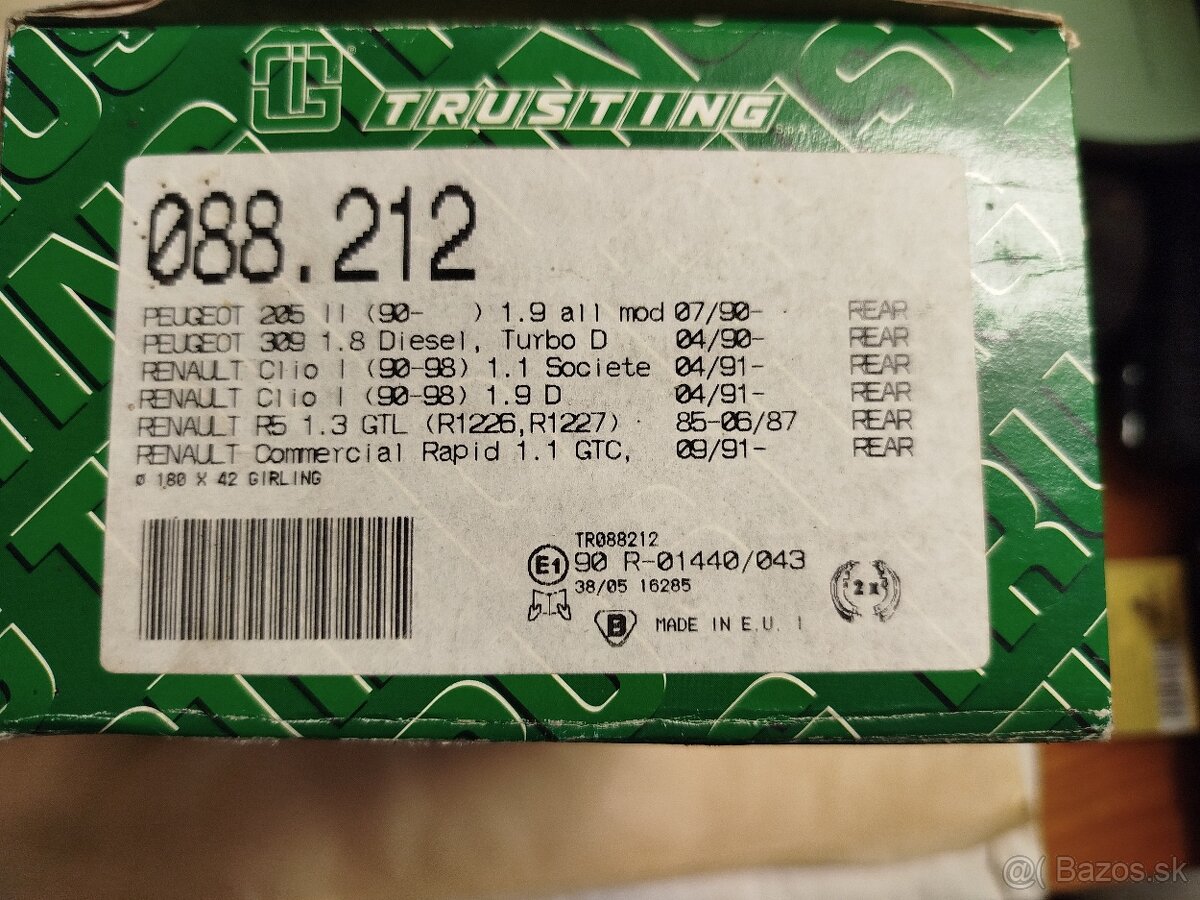 TRUSTING
088.212
PEUGEOT 205 II (90- ) 1.9 all mod 07/90- REAR
PEUGEOT 309 1.8 Diesel, Turbo D 04/90- REAR
RENAULT Clio I (90-98) 1.1 Societe 04/91- REAR
RENAULT Clio I (90-98) 1.9 D 04/91- REAR
RENAULT R5 1.3 GTL (R1226,R1227) 85-06/87 REAR
RENAULT Commercial Rapid 1.1 GTC, 09/91- REAR
Ø 180 X 42 GIRLING
TR088212
E1 90 R-01440/043
38/05 16285
2 x
B MADE IN E.U. I
@( Bazos.sk